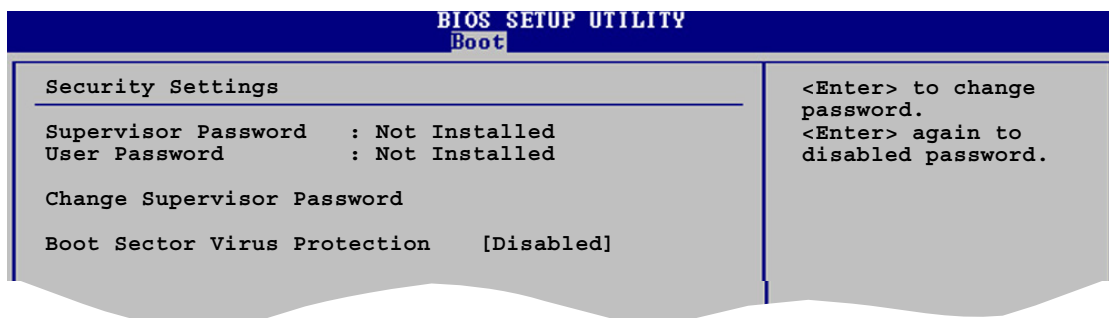 BIOS SETUP UTILITY
Boot
Security Settings
Supervisor Password : Not Installed
User Password : Not Installed
Change Supervisor Password
Boot Sector Virus Protection [Disabled]
<Enter> to change
password.
<Enter> again to
disabled password.